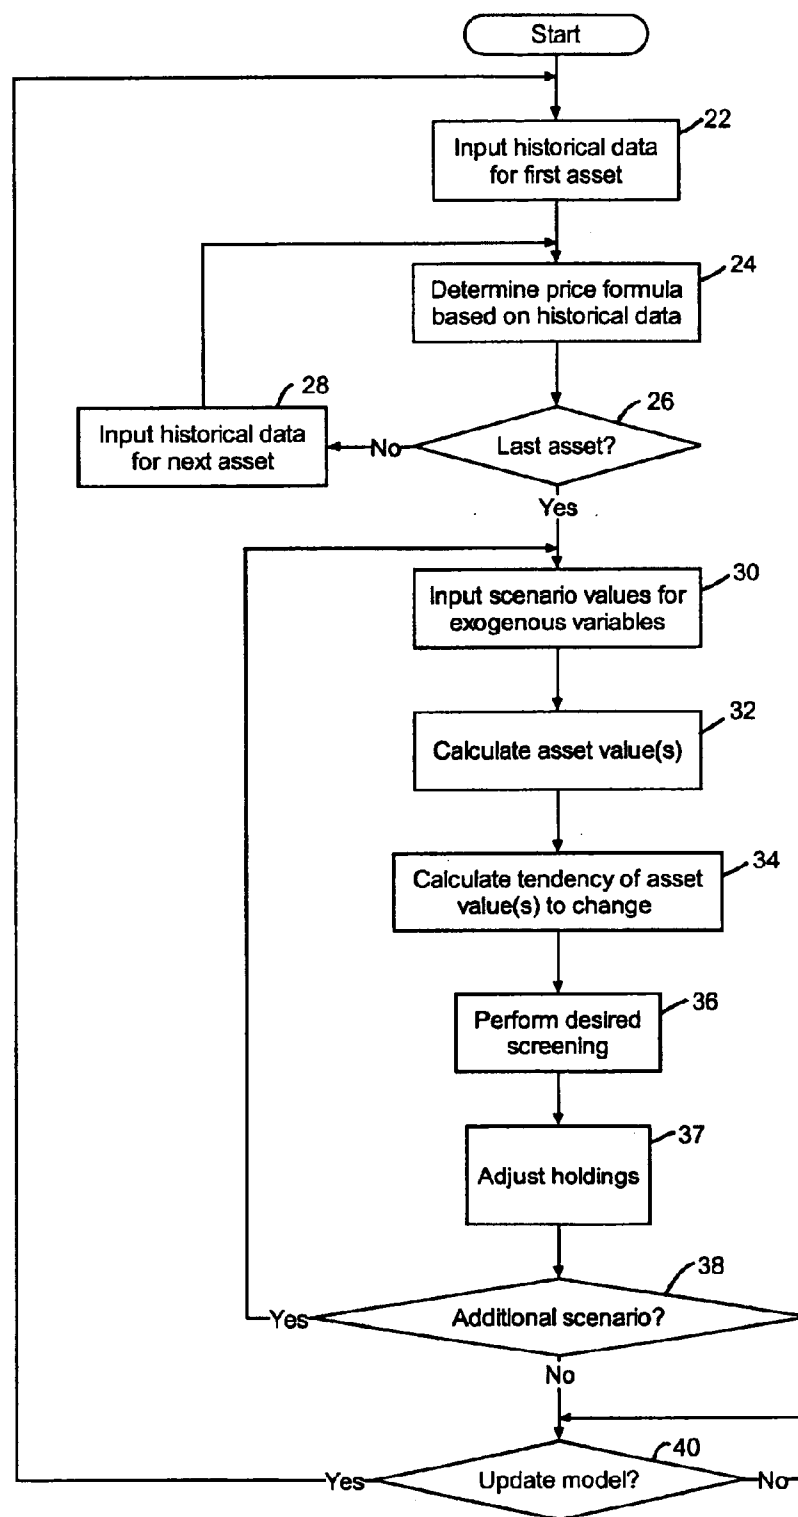 Start
22
Input historical data
for first asset
24
Determine price formula
based on historical data
28
Input historical data
for next asset
No
26
Last asset?
Yes
30
Input scenario values for
exogenous variables
32
Calculate asset value(s)
34
Calculate tendency of asset
value(s) to change
36
Perform desired
screening
37
Adjust holdings
38
Yes
Additional scenario?
No
40
Yes
Update model?
No